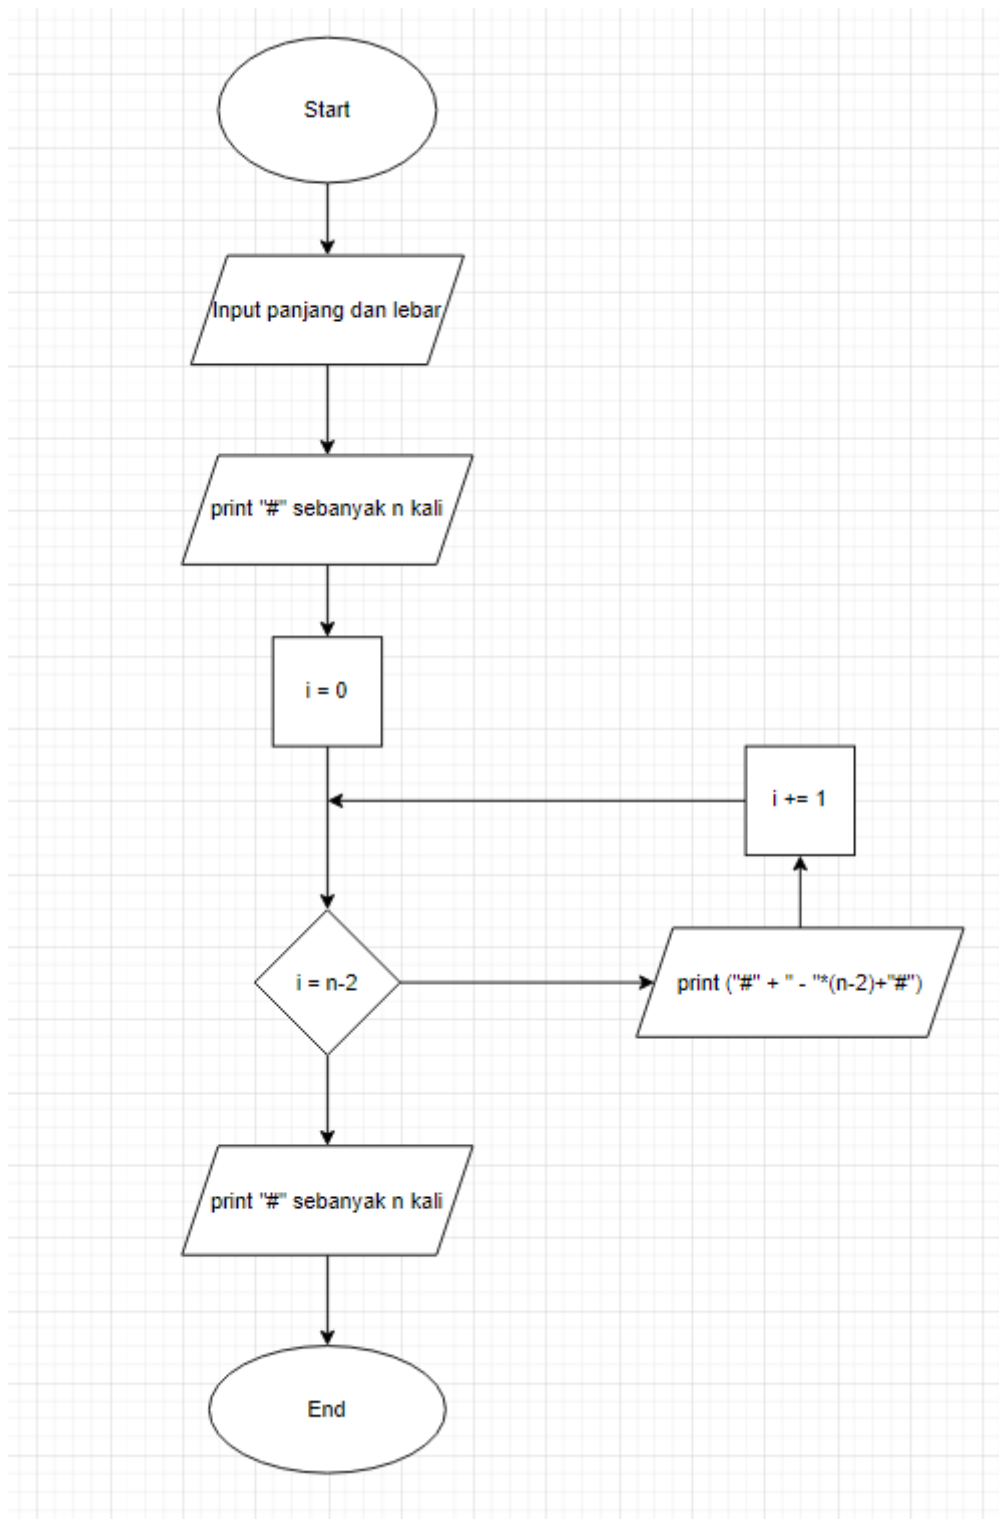 Start
Input panjang dan lebar
print "#" sebanyak n kali
i = 0
i += 1
i = n-2
print ("#" + " - "*(n-2)+"#")
print "#" sebanyak n kali
End